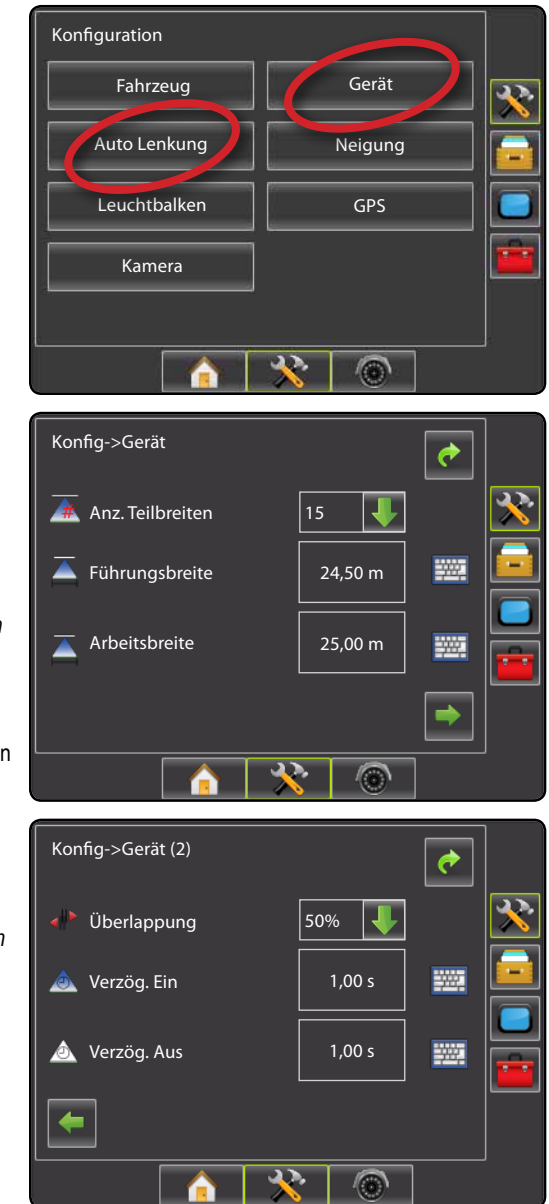 Konfiguration
Fahrzeug Gerät
Auto Lenkung Neigung
Leuchtbalken GPS
Kamera
Konfig->Gerät
# Anz. Teilbreiten 15
Führungsbreite 24,50 m
n
Arbeitsbreite 25,00 m
n
Konfig->Gerät (2)
Überlappung 50%
n
Verzög. Ein 1,00 s
Verzög. Aus 1,00 s